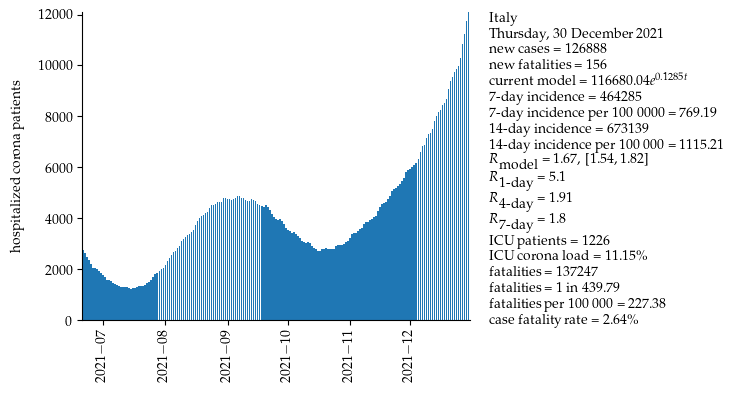 12000
10000
8000
6000
4000
2000
0
hospitalized corona patients
2021−07
2021−08
2021−09
2021−10
2021−11
2021−12
Italy
Thursday, 30 December 2021
new cases = 126888
new fatalities = 156
current model = 116680.04e^0.1285t
7-day incidence = 464285
7-day incidence per 100 0000 = 769.19
14-day incidence = 673139
14-day incidence per 100 000 = 1115.21
R_model = 1.67, [1.54, 1.82]
R_1-day = 5.1
R_4-day = 1.91
R_7-day = 1.8
ICU patients = 1226
ICU corona load = 11.15%
fatalities = 137247
fatalities = 1 in 439.79
fatalities per 100 000 = 227.38
case fatality rate = 2.64%